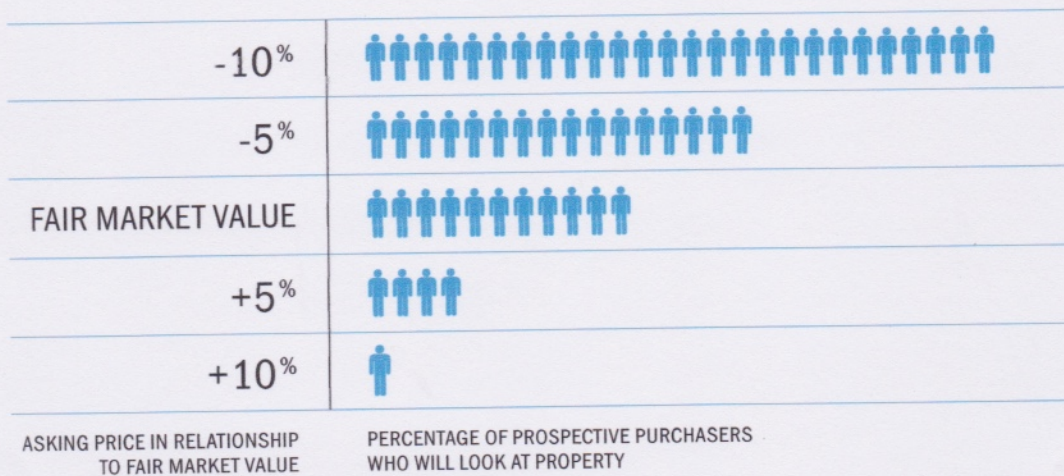 -10%
-5%
FAIR MARKET VALUE
+5%
+10%
ASKING PRICE IN RELATIONSHIP
TO FAIR MARKET VALUE
PERCENTAGE OF PROSPECTIVE PURCHASERS
WHO WILL LOOK AT PROPERTY